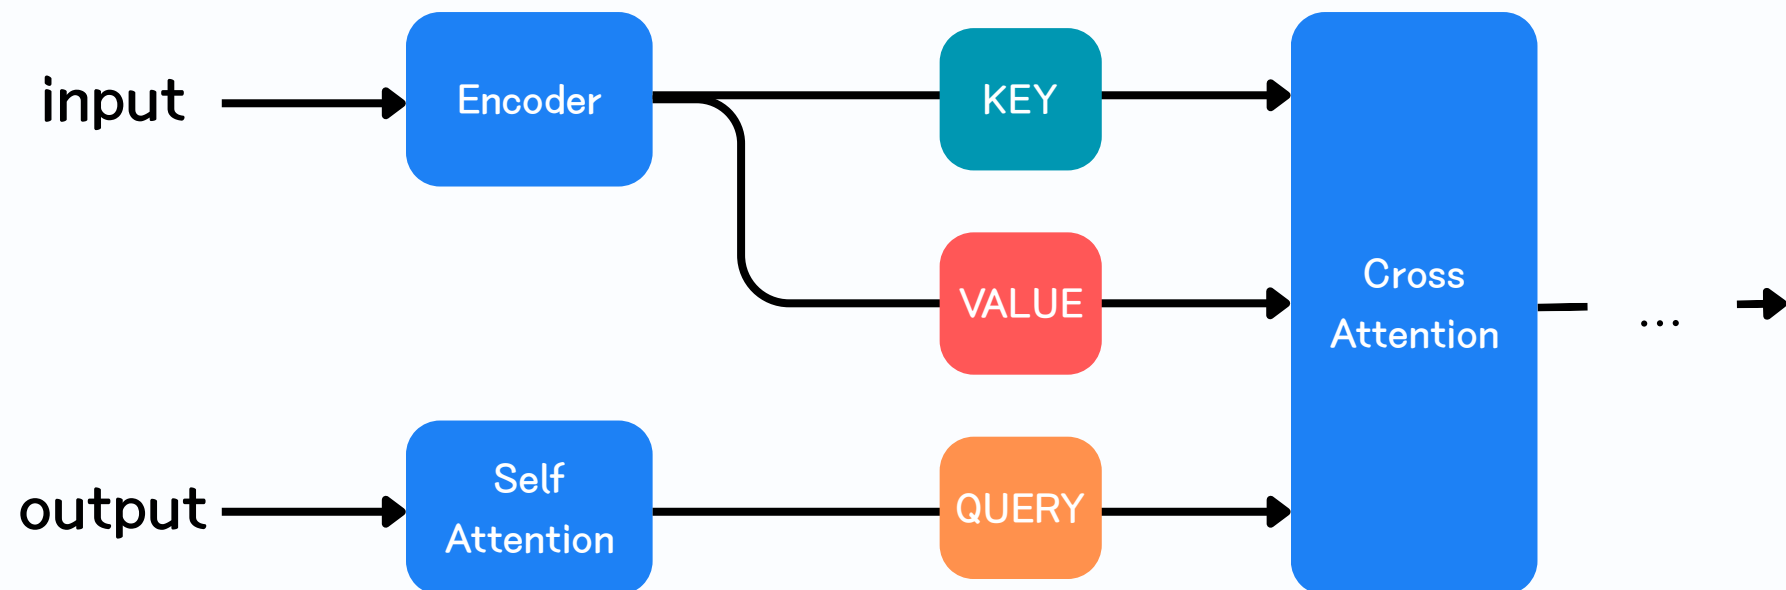 input
Encoder
KEY
VALUE
Cross
Attention
...
output
Self
Attention
QUERY